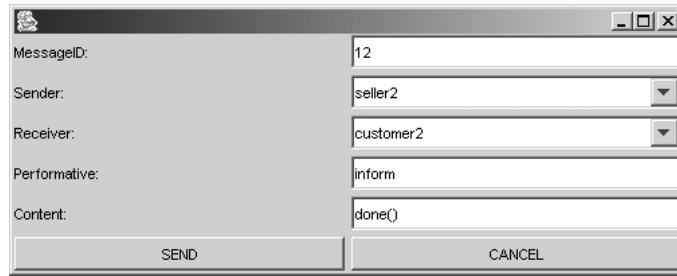 MessageID: 12
Sender: seller2
Receiver: customer2
Performative: inform
Content: done()
SEND CANCEL